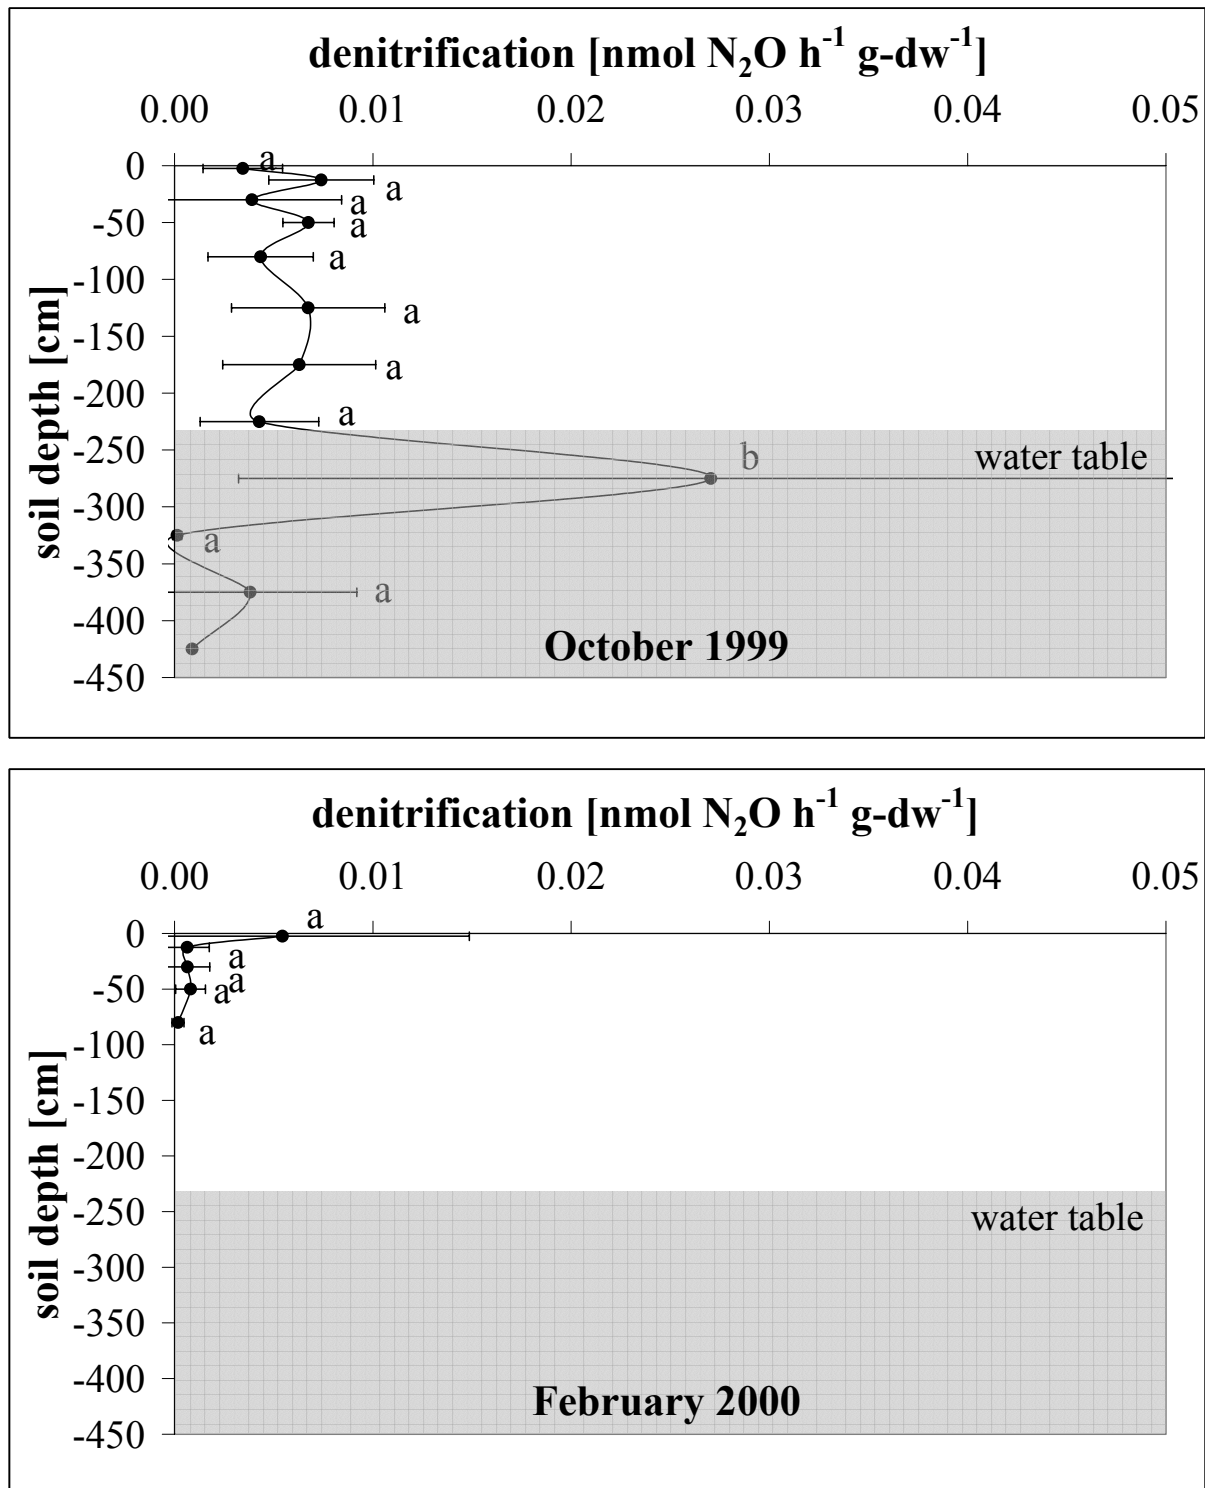 denitrification [nmol N₂O h⁻¹ g-dw⁻¹]
0.00 0.01 0.02 0.03 0.04 0.05
soil depth [cm]
0
-50
-100
-150
-200
-250
-300
-350
-400
-450
a
a
a
a
a
a
a
a
b
a
a
water table
October 1999
denitrification [nmol N₂O h⁻¹ g-dw⁻¹]
0.00 0.01 0.02 0.03 0.04 0.05
soil depth [cm]
0
-50
-100
-150
-200
-250
-300
-350
-400
-450
a
a
a
a
a
water table
February 2000